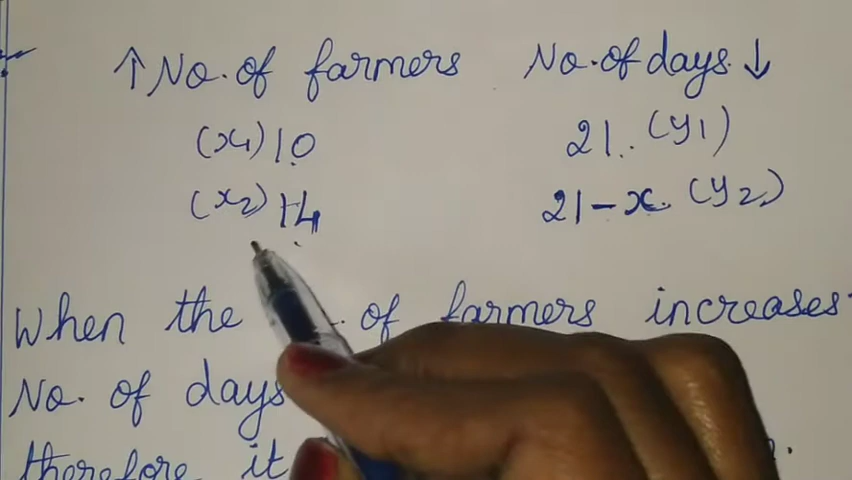 ↑ No. of farmers No. of days ↓
(x1) 10 21 (y1)
(x2) 14 21 - x (y2)
When the of farmers increases
No. of days
therefore it